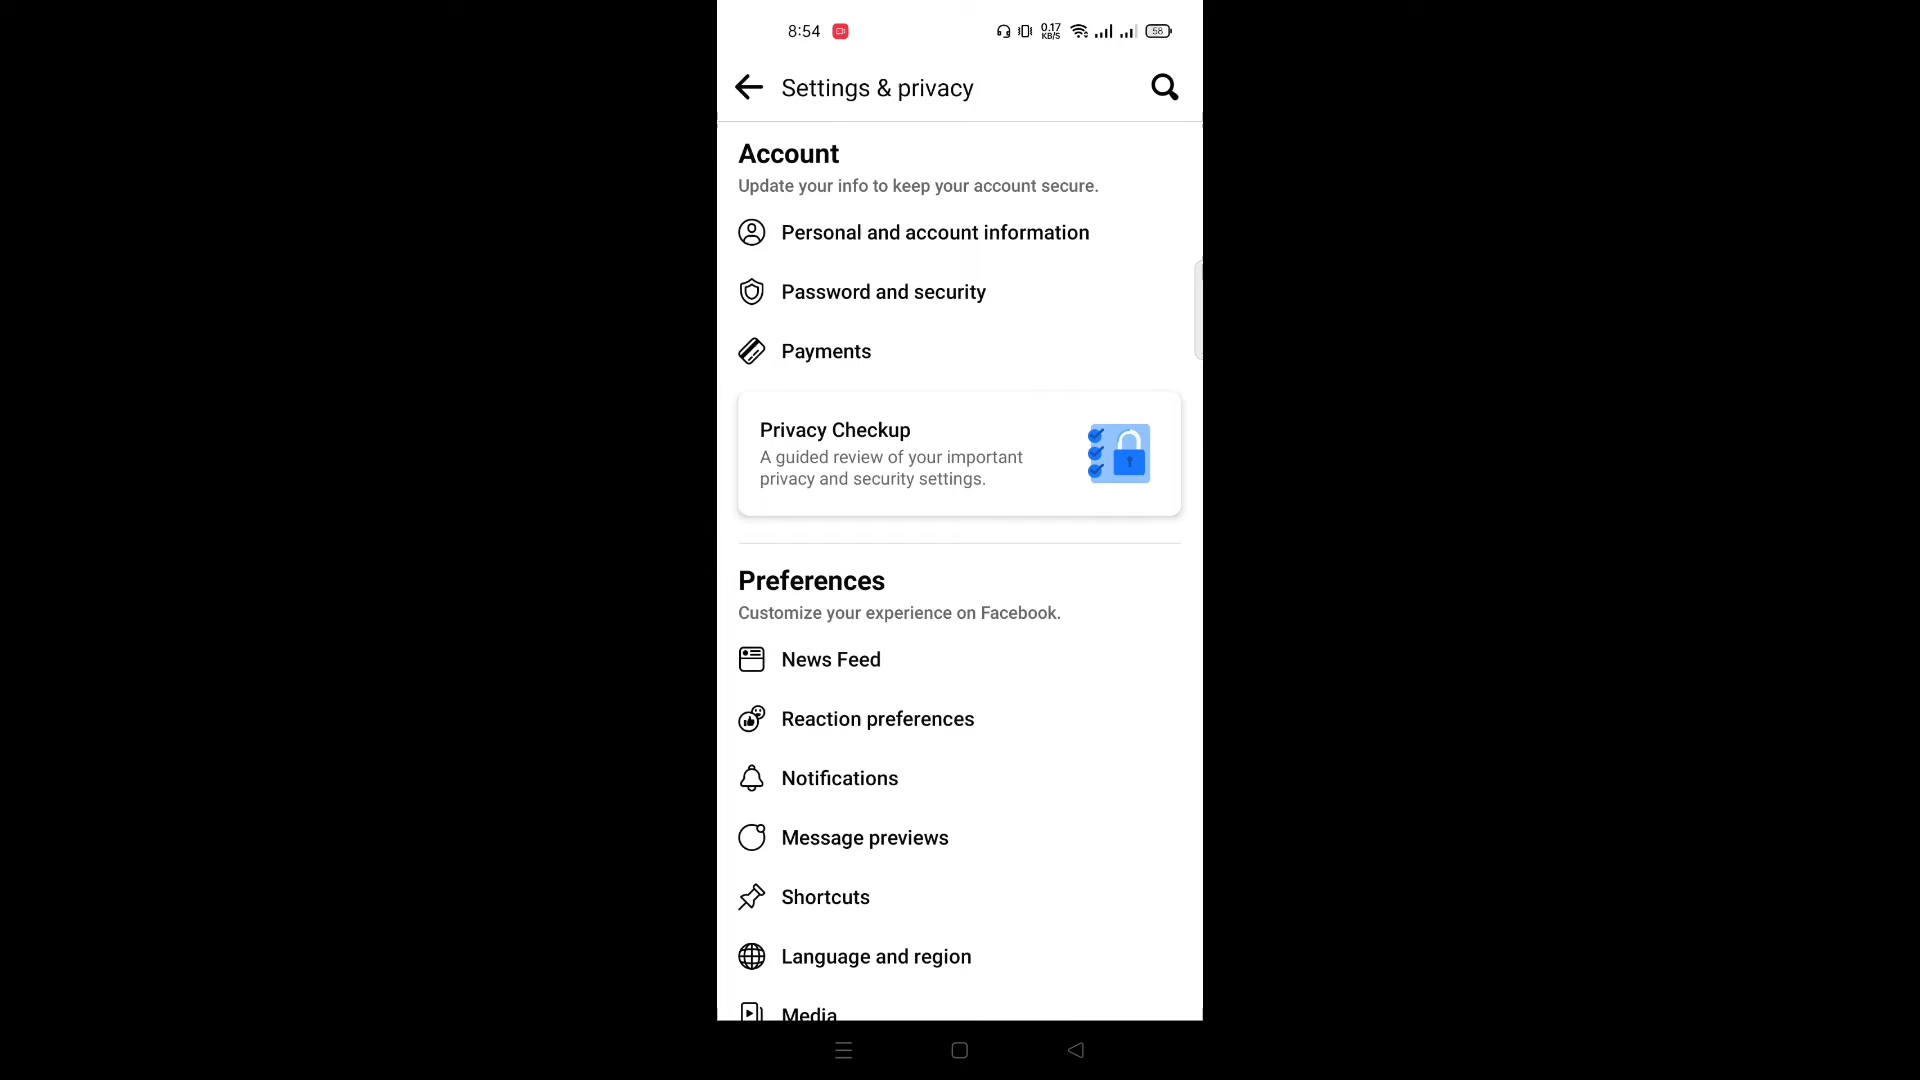 8:54
0.17
KB/S
58
Settings & privacy
Account
Update your info to keep your account secure.
Personal and account information
Password and security
Payments
Privacy Checkup
A guided review of your important
privacy and security settings.
Preferences
Customize your experience on Facebook.
News Feed
Reaction preferences
Notifications
Message previews
Shortcuts
Language and region
Media